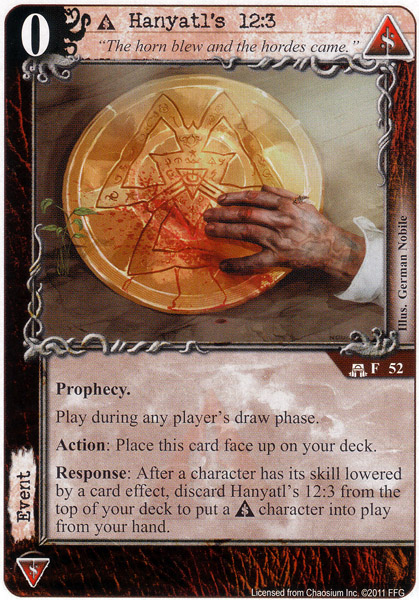 0
Hanyatl's 12:3
"The horn blew and the hordes came."
Illus. German Nobile
F 52
Prophecy.
Play during any player's draw phase.
Action: Place this card face up on your deck.
Response: After a character has its skill lowered
by a card effect, discard Hanyatl's 12:3 from the
top of your deck to put a character into play
from your hand.
Event
Licensed from Chaosium Inc. ©2011 FFG